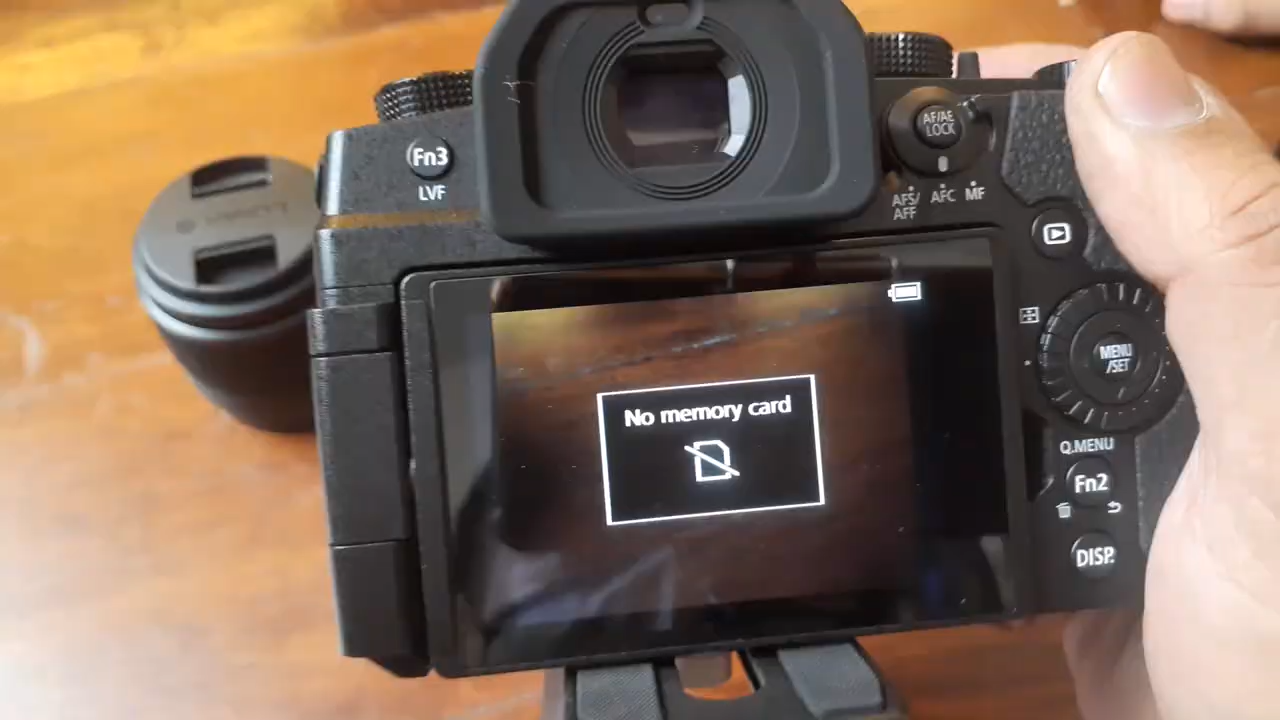 AF/AE
LOCK
Fn3
LVF
AFS/
AFF
AFC
MF
No memory card
MENU
/SET
Q.MENU
Fn2
DISP.